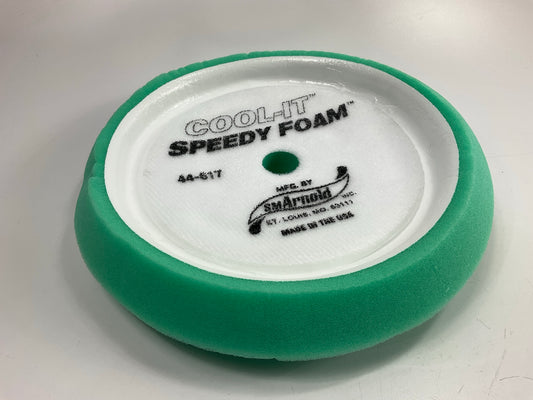 COOL-IT™
SPEEDY FOAM™
44-617
MFG. BY
SMArnold INC.
ST. LOUIS, MO. 63111
MADE IN THE USA